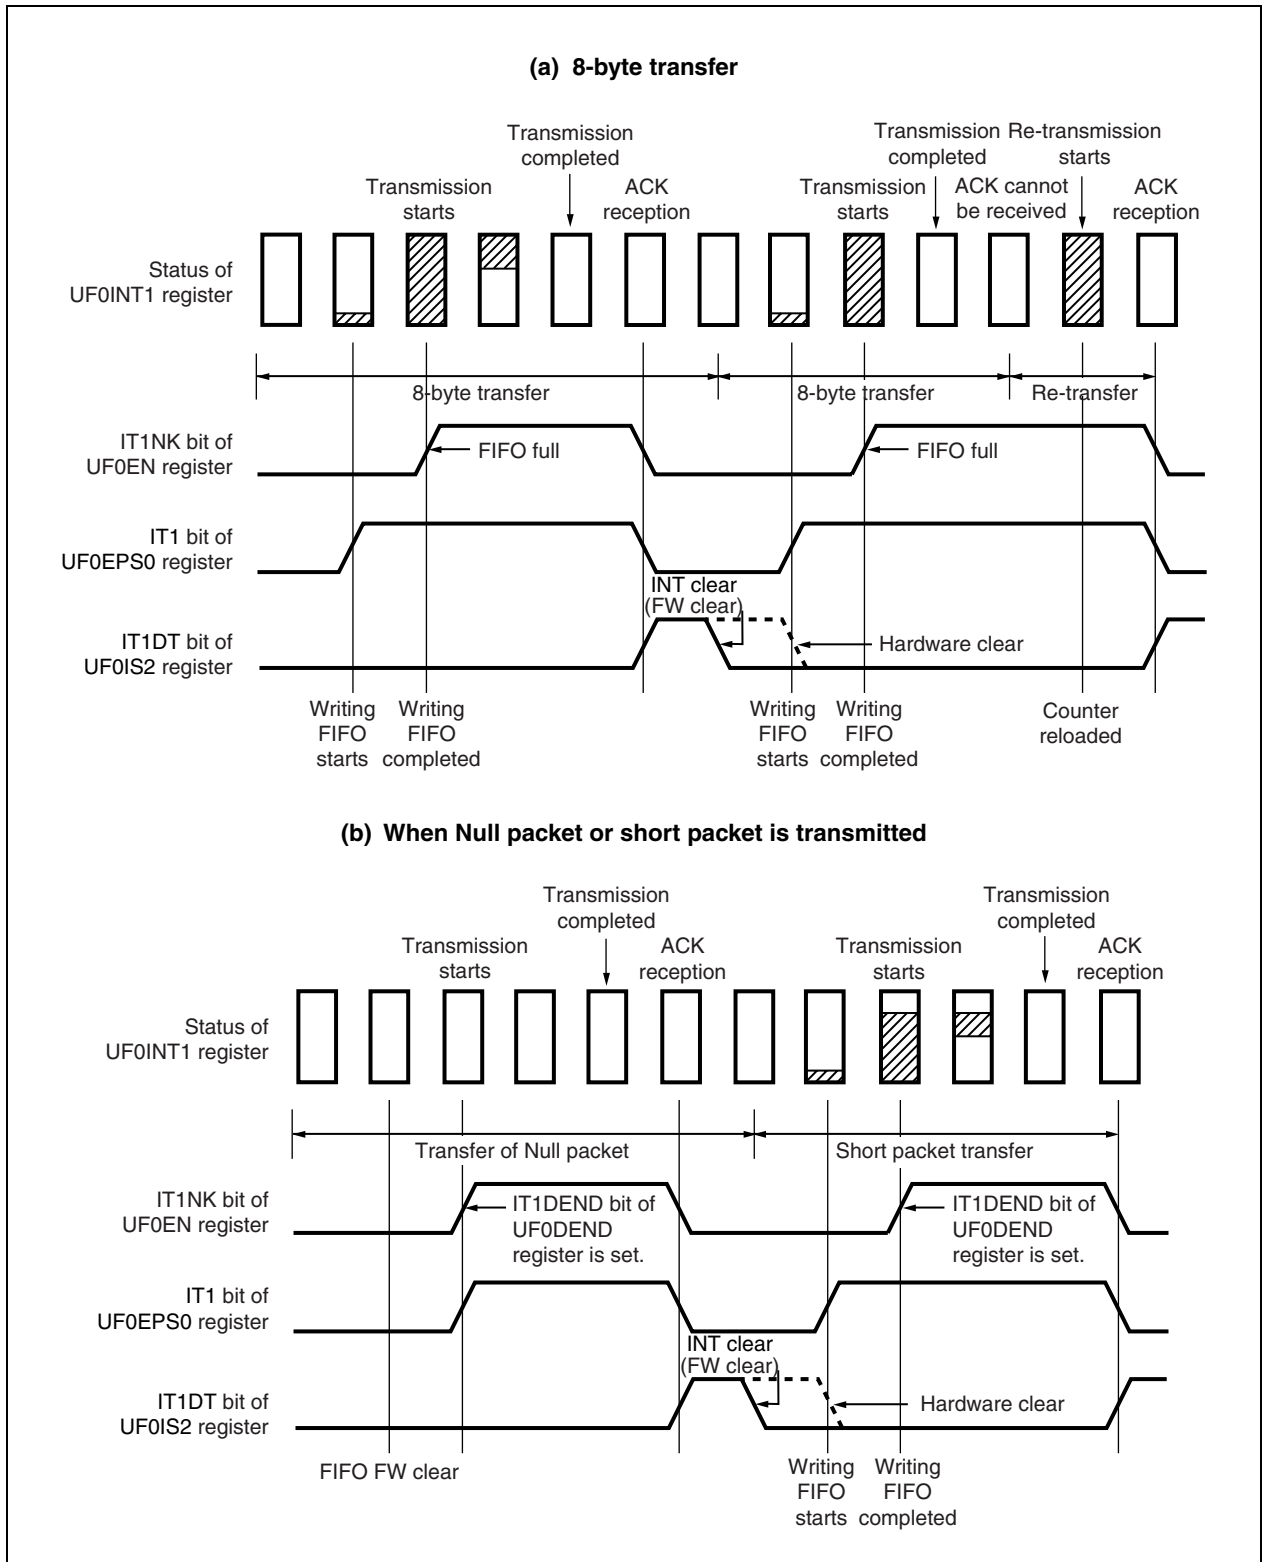 (a) 8-byte transfer
Transmission
completed
Transmission
completed
Re-transmission
starts
Transmission
starts
ACK
reception
Transmission
starts
ACK cannot
be received
ACK
reception
Status of
UF0INT1 register
8-byte transfer
8-byte transfer
Re-transfer
IT1NK bit of
UF0EN register
FIFO full
FIFO full
IT1 bit of
UF0EPS0 register
INT clear
(FW clear)
IT1DT bit of
UF0IS2 register
Hardware clear
Writing
FIFO
starts
Writing
FIFO
completed
Writing
FIFO
starts
Writing
FIFO
completed
Counter
reloaded
(b) When Null packet or short packet is transmitted
Transmission
completed
Transmission
completed
Transmission
starts
ACK
reception
Transmission
starts
ACK
reception
Status of
UF0INT1 register
Transfer of Null packet
Short packet transfer
IT1NK bit of
UF0EN register
IT1DEND bit of
UF0DEND
register is set.
IT1DEND bit of
UF0DEND
register is set.
IT1 bit of
UF0EPS0 register
INT clear
(FW clear)
IT1DT bit of
UF0IS2 register
Hardware clear
FIFO FW clear
Writing
FIFO
starts
Writing
FIFO
completed